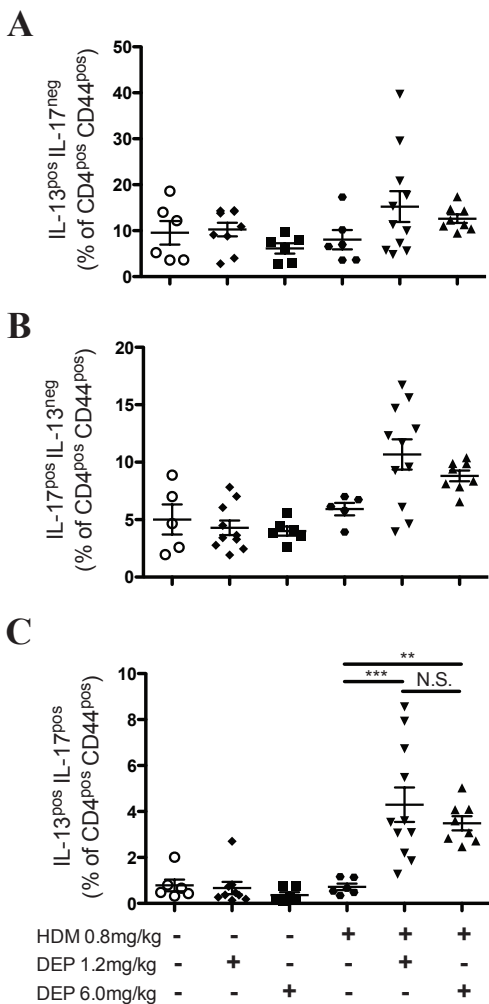 A
IL-13pos IL-17neg
(% of CD4pos CD44pos)
50
40
30
20
10
0
B
IL-17pos IL-13neg
(% of CD4pos CD44pos)
20
15
10
5
0
C
IL-13pos IL-17pos
(% of CD4pos CD44pos)
**
*** N.S.
10
8
6
4
2
0
HDM 0.8mg/kg - - - + + +
DEP 1.2mg/kg - + - - + -
DEP 6.0mg/kg - - + - - +